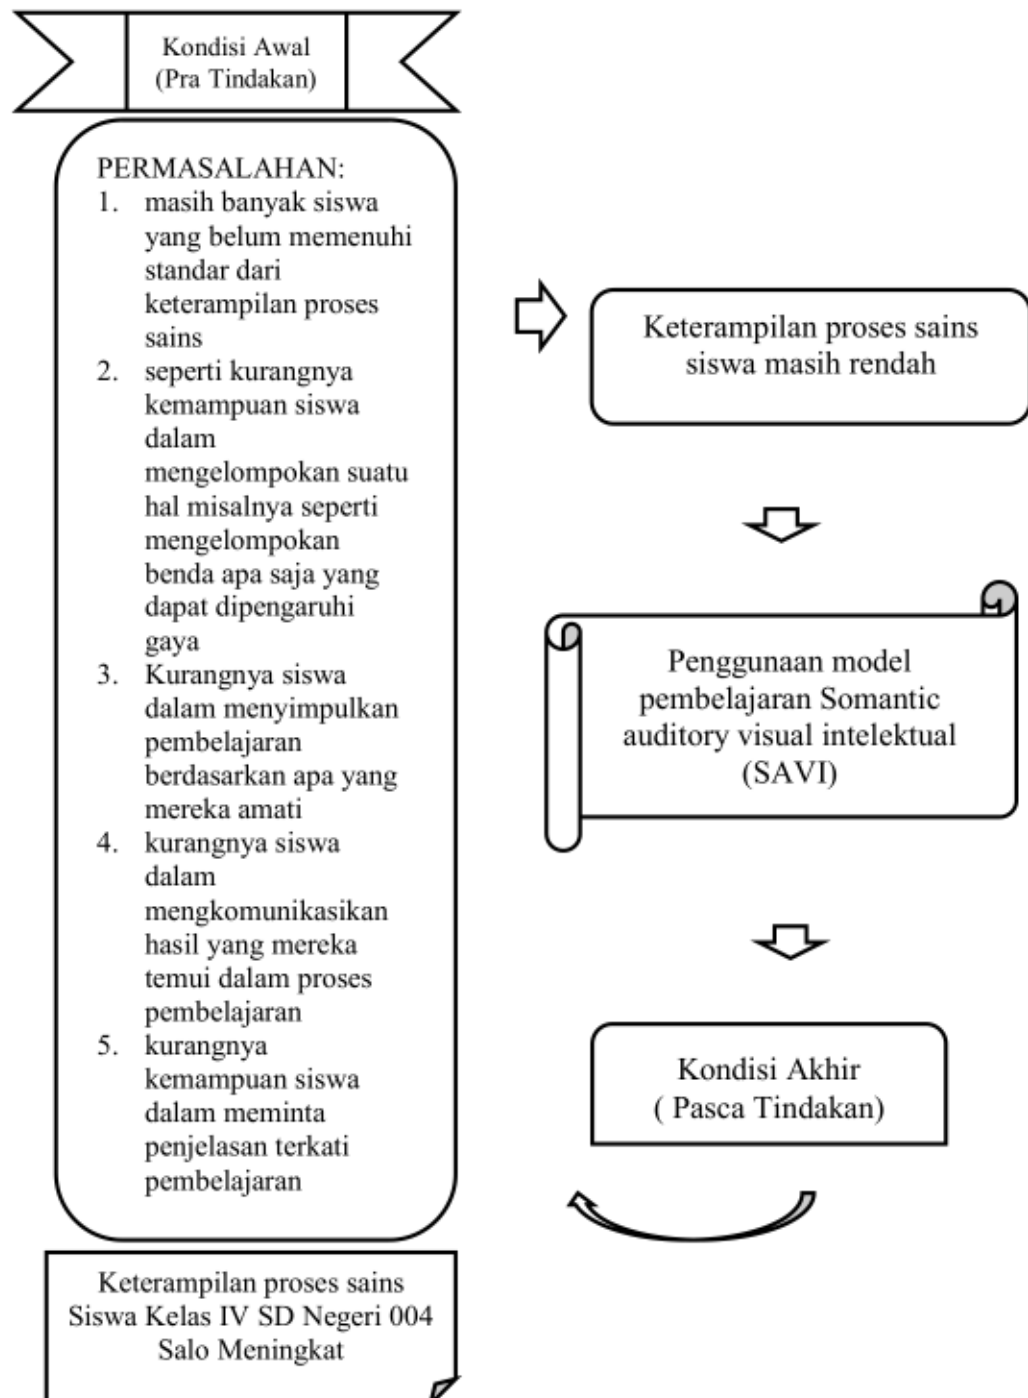 Kondisi Awal
(Pra Tindakan)
PERMASALAHAN:
1. masih banyak siswa
yang belum memenuhi
standar dari
keterampilan proses
sains
2. seperti kurangnya
kemampuan siswa
dalam
mengelompokan suatu
hal misalnya seperti
mengelompokan
benda apa saja yang
dapat dipengaruhi
gaya
3. Kurangnya siswa
dalam menyimpulkan
pembelajaran
berdasarkan apa yang
mereka amati
4. kurangnya siswa
dalam
mengkomunikasikan
hasil yang mereka
temui dalam proses
pembelajaran
5. kurangnya
kemampuan siswa
dalam meminta
penjelasan terkati
pembelajaran
Keterampilan proses sains
siswa masih rendah
Penggunaan model
pembelajaran Somantic
auditory visual intelektual
(SAVI)
Kondisi Akhir
( Pasca Tindakan)
Keterampilan proses sains
Siswa Kelas IV SD Negeri 004
Salo Meningkat